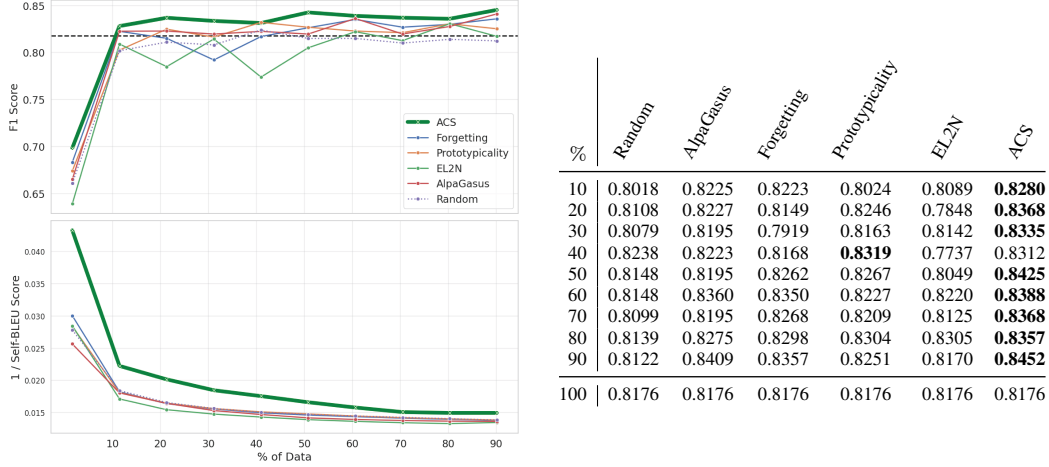 0.85
0.80
0.75
0.70
0.65
F1 Score
ACS
Forgetting
Prototypicality
EL2N
AlpaGasus
Random
0.040
0.035
0.030
0.025
0.020
0.015
1 / Self-BLEU Score
10 20 30 40 50 60 70 80 90
% of Data
% Random AlpaGasus Forgetting Prototypicality EL2N ACS
10 0.8018 0.8225 0.8223 0.8024 0.8089 0.8280
20 0.8108 0.8227 0.8149 0.8246 0.7848 0.8368
30 0.8079 0.8195 0.7919 0.8163 0.8142 0.8335
40 0.8238 0.8223 0.8168 0.8319 0.7737 0.8312
50 0.8148 0.8195 0.8262 0.8267 0.8049 0.8425
60 0.8148 0.8360 0.8350 0.8227 0.8220 0.8388
70 0.8099 0.8195 0.8268 0.8209 0.8125 0.8368
80 0.8139 0.8275 0.8298 0.8304 0.8305 0.8357
90 0.8122 0.8409 0.8357 0.8251 0.8170 0.8452
100 0.8176 0.8176 0.8176 0.8176 0.8176 0.8176